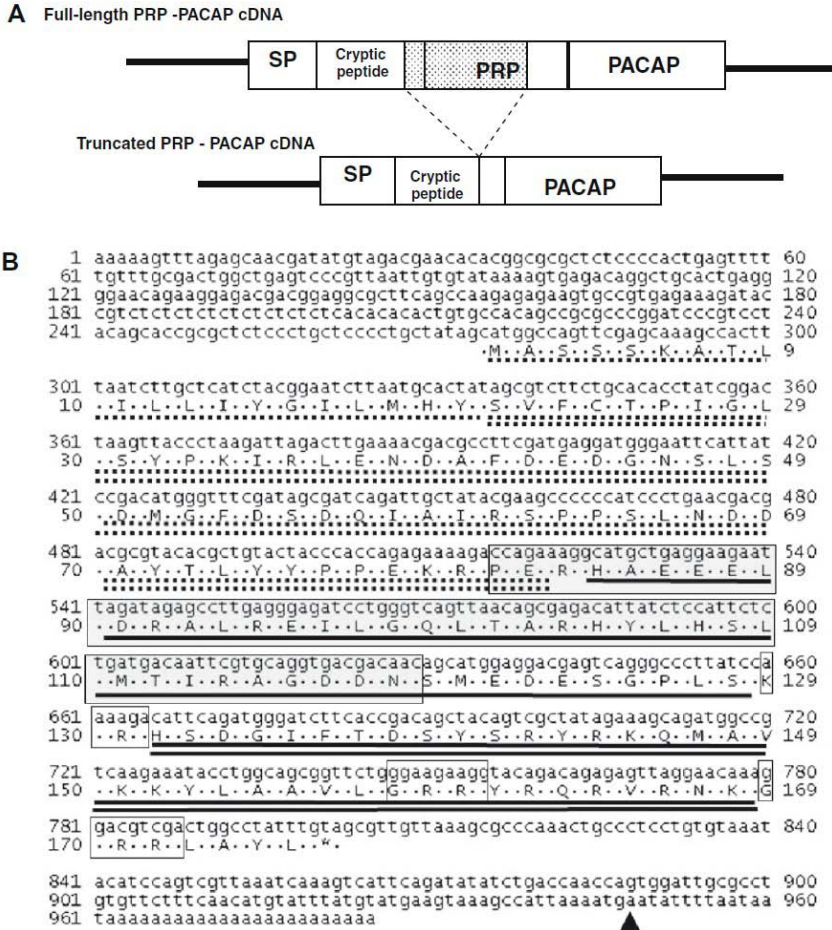 A Full-length PRP -PACAP cDNA
SP Cryptic peptide PRP PACAP
Truncated PRP - PACAP cDNA
SP Cryptic peptide PACAP
B
1 aaaaagtttagagcaacgatatgtagacgaacacacggcgcgctctccccactgagtttt 60
61 tgtttgcgactggctgagtcccgttaattgtgtataaaagtgagacaggctgcactgagg 120
121 ggaacagaaggagacgacggaggcgcttcagccaagagagaagtgccgtgagaaagatac 180
181 cgtctctctctctctctctctcacacacactgtgccacagccgcgcccggatcccgtcct 240
241 acagcaccgcgctctccctgctccccctgctatagcatggccagttcgagcaaagccactt 300
·M··A··S··S··S··K··A··T··L 9
301 taatcttgctcatctacggaatcttaatgcactatagcgtcttctgcacacctatcggac 360
10 ··I··L··L··I··Y··G··I··L··M··H··Y··S··V··F··C··T··P··I··G··L 29
361 taagttaccctaagattagacttgaaaacgacgccttcgatgaggatgggaattcattat 420
30 ··S··Y··P··K··I··R··L··E··N··D··A··F··D··E··D··G··N··S··L··S 49
421 ccgacatgggtttcgatagcgatcagattgctatacgaagccccccatccctgaacgacg 480
50 ··D··M··G··F··D··S··D··Q··I··A··I··R··S··P··P··S··L··N··D··D 69
481 acgcgtacacgctgtactacccaccagagaaaagaccagaaaggcatgctgaggaagaat 540
70 ··A··Y··T··L··Y··Y··P··P··E··K··R··P··E··R··H··A··E··E··E··L 89
541 tagatagagccttgagggagatcctgggtcagttaacagcgagacattatctccattctc 600
90 ··D··R··A··L··R··E··I··L··G··Q··L··T··A··R··H··Y··L··H··S··L 109
601 tgatgacaattcgtgcaggtgacgacaacagcatggaggacgagtcagggcccttatcca 660
110 ··M··T··I··R··A··G··D··D··N··S··M··E··D··E··S··G··P··L··S··K 129
661 aaagacattcagatgggatcttcaccgacagctacagtcgctatagaaagcagatggccg 720
130 ··R··H··S··D··G··I··F··T··D··S··Y··S··R··Y··R··K··Q··M··A··V 149
721 tcaagaaatacctggcagcggttctggggaagaaggtacagacagagagttaggaacaaag 780
150 ··K··K··Y··L··A··A··V··L··G··R··R··Y··R··Q··R··V··R··N··K··G 169
781 gacgtcgactggcctatttgtagcgttgttaaagcgcccaaactgccctcctgtgtaaat 840
170 ··R··R··L··A··Y··L··“·
841 acatccagtcgttaaatcaaagtcattcagatatatctgaccaaccagtggattgcgcct 900
901 gtgttctttcaacatgtatttatgtatgaagtaaagccattaaaatgaatattttaataa 960
961 taaaaaaaaaaaaaaaaaaaaaaaa